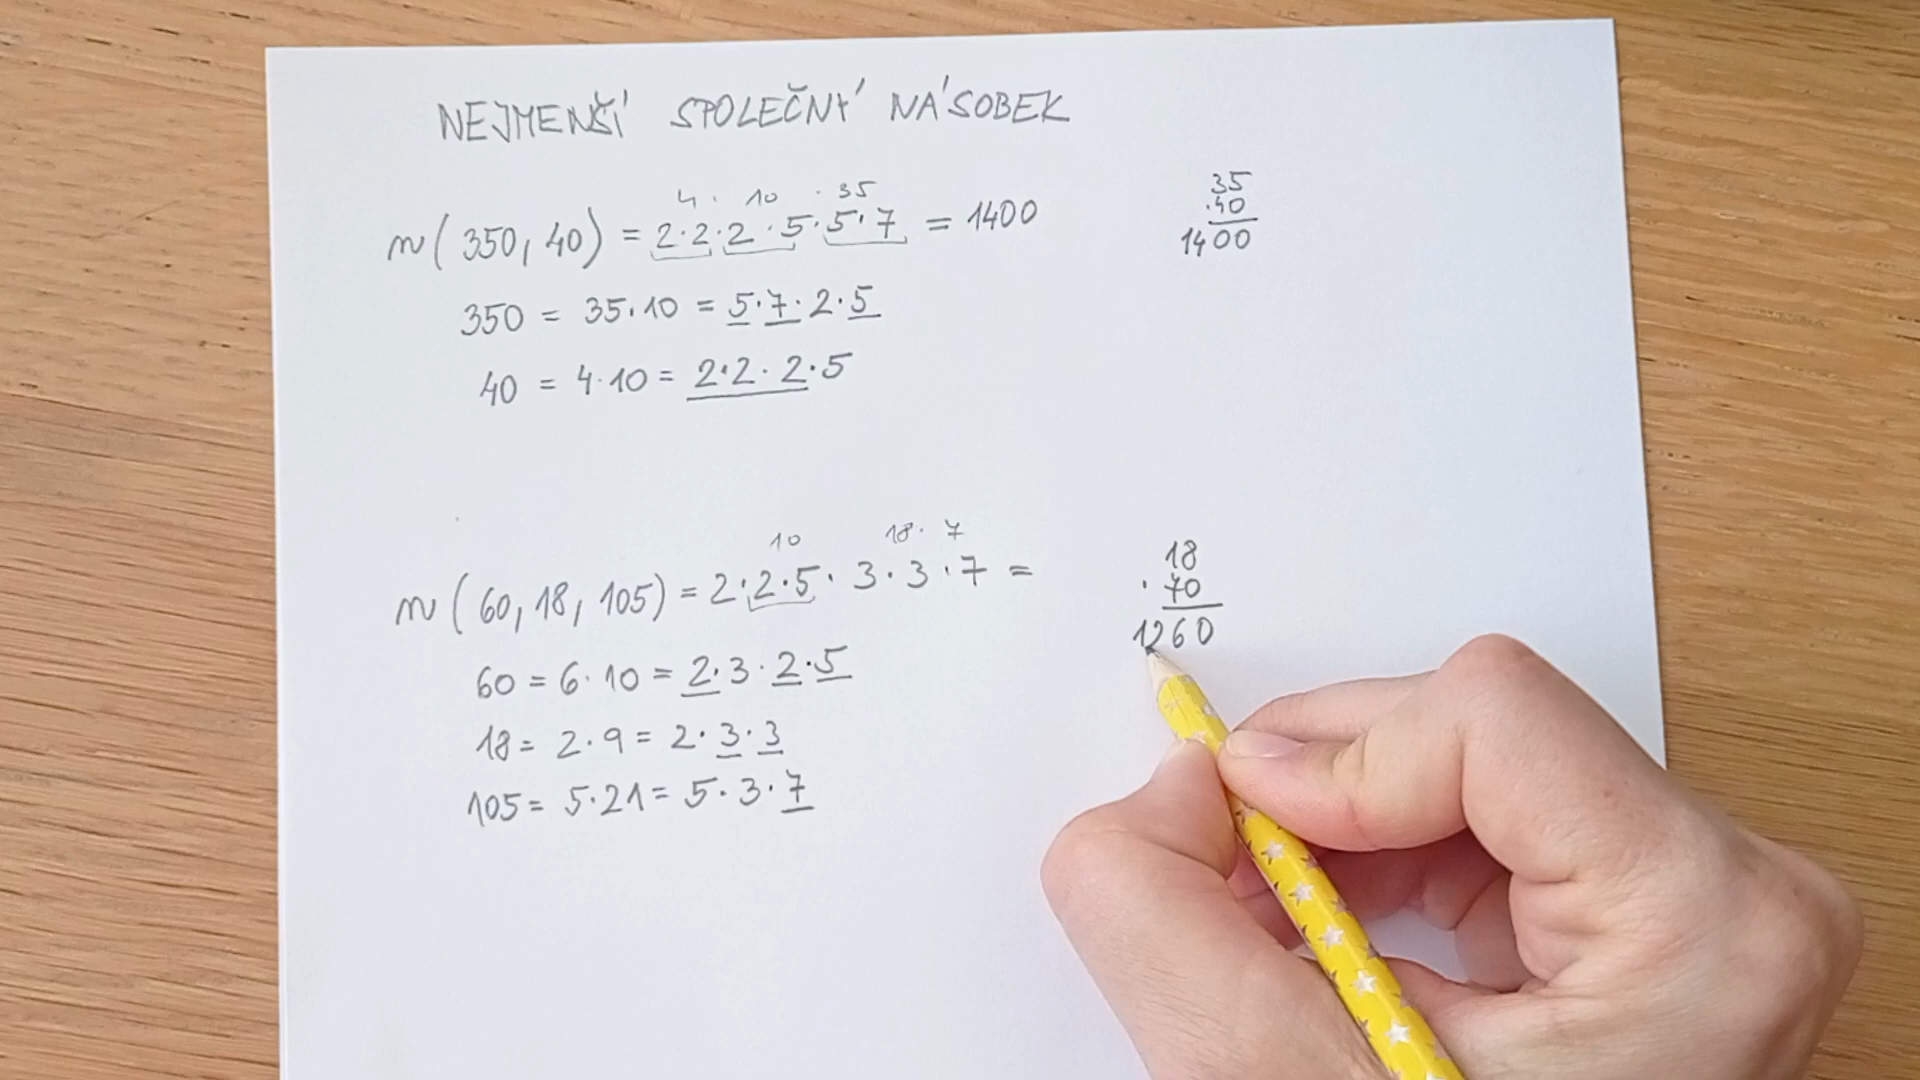 NEJMENŠÍ SPOLEČNÝ NÁSOBEK
4 · 10 · 35
n(350, 40) = 2·2·2·5·5·7 = 1400
350 = 35·10 = 5·7·2·5
40 = 4·10 = 2·2·2·5
35
·40
1400
10 18· 7
n(60, 18, 105) = 2·2·5·3·3·7 =
60 = 6·10 = 2·3·2·5
18 = 2·9 = 2·3·3
105 = 5·21 = 5·3·7
18
·70
1260